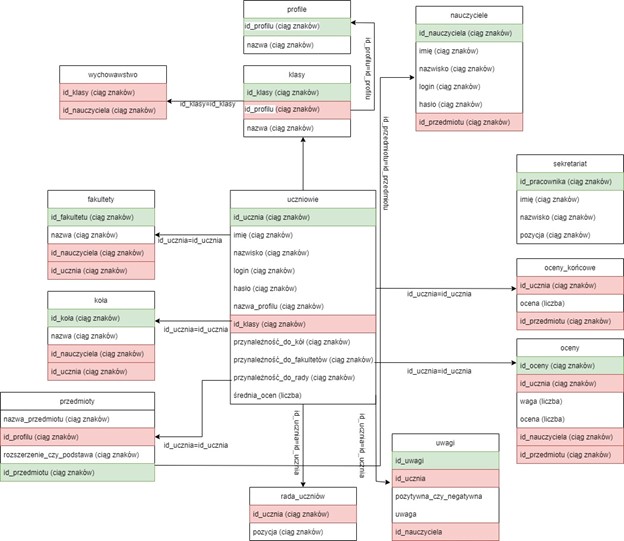 profile
id_profilu (ciąg znaków)
nazwa (ciąg znaków)
nauczyciele
id_nauczyciela (ciąg znaków)
imię (ciąg znaków)
nazwisko (ciąg znaków)
login (ciąg znaków)
hasło (ciąg znaków)
id_przedmiotu (ciąg znaków)
wychowawstwo
id_klasy (ciąg znaków)
id_nauczyciela (ciąg znaków)
id_klasy=id_klasy
klasy
id_klasy (ciąg znaków)
id_profilu (ciąg znaków)
nazwa (ciąg znaków)
id_profilu=id_profilu
id_przedmiotu=id_przedmiotu
sekretariat
id_pracownika (ciąg znaków)
imię (ciąg znaków)
nazwisko (ciąg znaków)
pozycja (ciąg znaków)
fakultety
id_fakultetu (ciąg znaków)
nazwa (ciąg znaków)
id_nauczyciela (ciąg znaków)
id_ucznia (ciąg znaków)
id_ucznia=id_ucznia
uczniowie
id_ucznia (ciąg znaków)
imię (ciąg znaków)
nazwisko (ciąg znaków)
login (ciąg znaków)
hasło (ciąg znaków)
nazwa_profilu (ciąg znaków)
id_klasy (ciąg znaków)
przynależność_do_kół (ciąg znaków)
przynależność_do_fakultetów (ciąg znaków)
przynależność_do_rady (ciąg znaków)
średnia_ocen (liczba)
id_ucznia=id_ucznia
oceny_końcowe
id_ucznia (ciąg znaków)
ocena (liczba)
id_przedmiotu (ciąg znaków)
koła
id_koła (ciąg znaków)
nazwa (ciąg znaków)
id_nauczyciela (ciąg znaków)
id_ucznia (ciąg znaków)
id_ucznia=id_ucznia
id_ucznia=id_ucznia
oceny
id_oceny (ciąg znaków)
id_ucznia (ciąg znaków)
waga (liczba)
ocena (liczba)
id_nauczyciela (ciąg znaków)
id_przedmiotu (ciąg znaków)
przedmioty
nazwa_przedmiotu (ciąg znaków)
id_profilu (ciąg znaków)
rozszerzenie_czy_podstawa (ciąg znaków)
id_przedmiotu (ciąg znaków)
id_ucznia=id_ucznia
id_ucznia=id_ucznia
id_ucznia=id_ucznia
rada_uczniów
id_ucznia (ciąg znaków)
pozycja (ciąg znaków)
uwagi
id_uwagi
id_ucznia
pozytywna_czy_negatywna
uwaga
id_nauczyciela